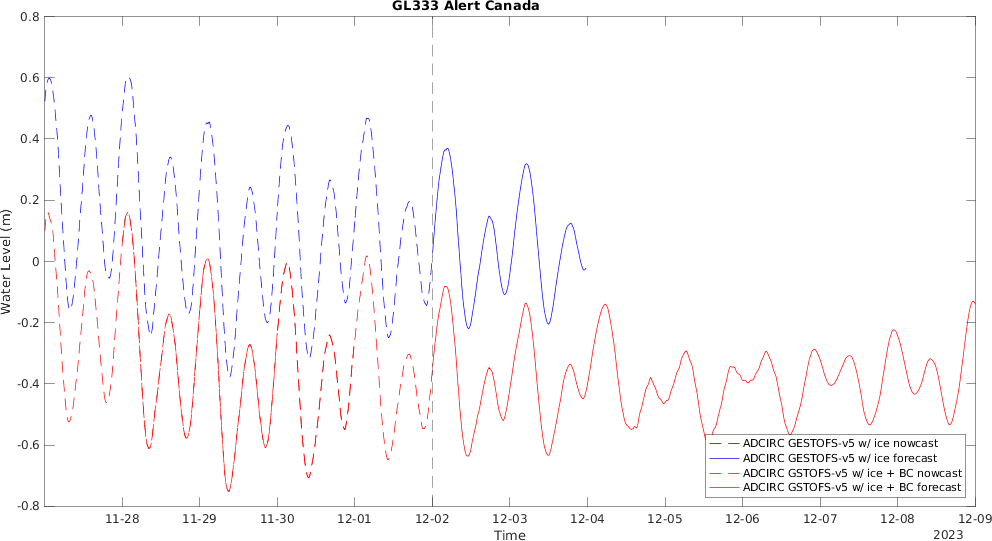 GL333 Alert Canada
0.8
0.6
0.4
0.2
0
-0.2
-0.4
-0.6
-0.8
Water Level (m)
ADCIRC GESTOFS-v5 w/ ice nowcast
ADCIRC GESTOFS-v5 w/ ice forecast
ADCIRC GSTOFS-v5 w/ ice + BC nowcast
ADCIRC GSTOFS-v5 w/ ice + BC forecast
11-28 11-29 11-30 12-01 12-02 12-03 12-04 12-05 12-06 12-07 12-08 12-09
Time
2023